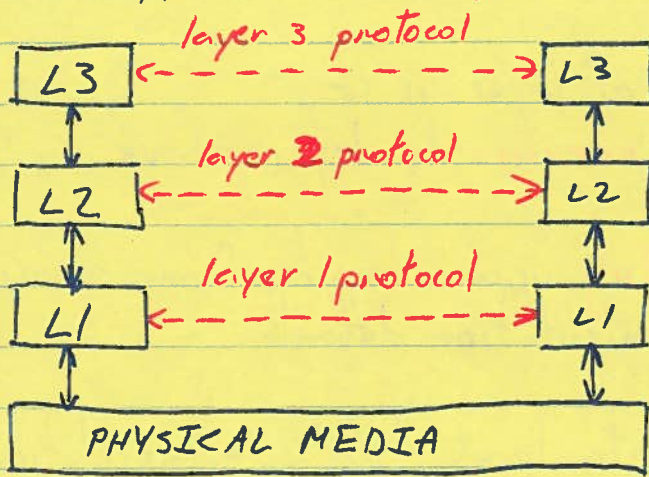 layer 3 protocol
L3 L3
layer 2 protocol
L2 L2
layer 1 protocol
L1 L1
PHYSICAL MEDIA